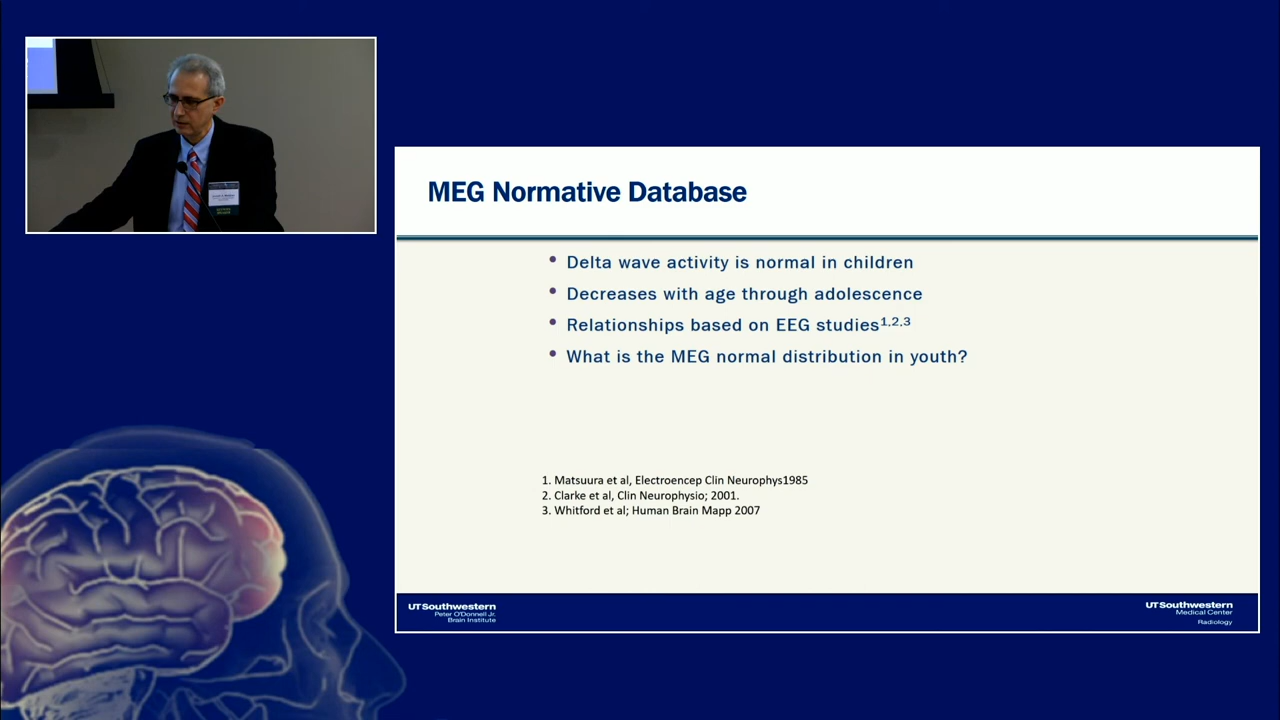 MEG Normative Database
• Delta wave activity is normal in children
• Decreases with age through adolescence
• Relationships based on EEG studies1,2,3
• What is the MEG normal distribution in youth?
1. Matsuura et al, Electroencep Clin Neurophys1985
2. Clarke et al, Clin Neurophysio; 2001.
3. Whitford et al; Human Brain Mapp 2007
UTSouthwestern
Peter O'Donnell Jr.
Brain Institute
UTSouthwestern
Medical Center
Radiology